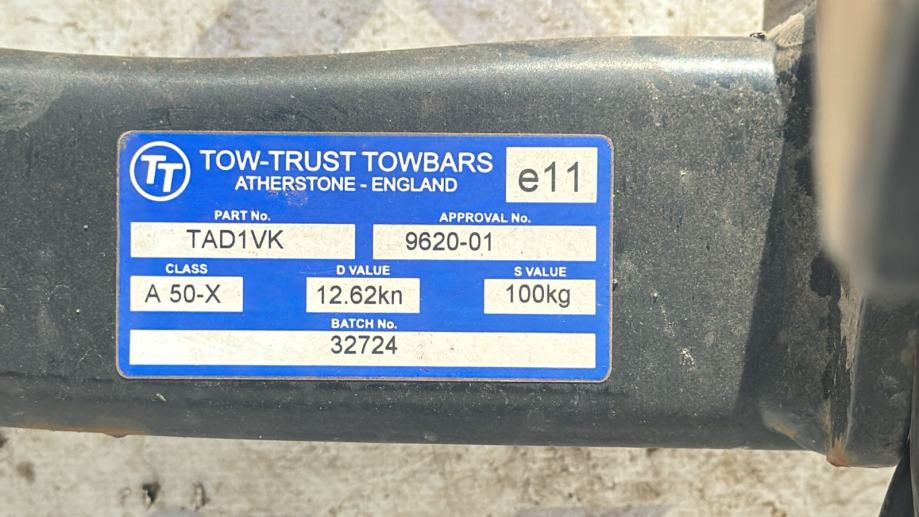 TT TOW-TRUST TOWBARS
ATHERSTONE - ENGLAND
e11
PART No. APPROVAL No.
TAD1VK 9620-01
CLASS D VALUE S VALUE
A 50-X 12.62kn 100kg
BATCH No.
32724